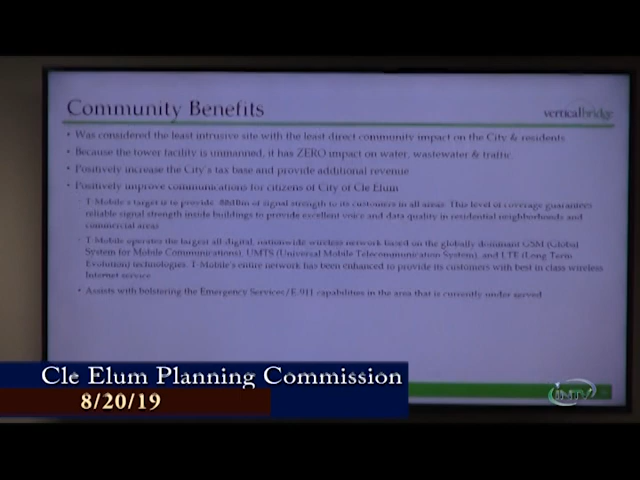 Community Benefits
verticalbridge
• Was considered the least intrusive site with the least direct community impact on the City & residents.
• Because the tower facility is unmanned, it has ZERO impact on water, wastewater & traffic.
• Positively increase the City's tax base and provide additional revenue
• Positively improve communications for citizens of City of Cle Elum
• T-Mobile's target is to provide -88dBm of signal strength to its customers in all areas. This level of coverage guarantees
reliable signal strength inside buildings to provide excellent voice and data quality in residential neighborhoods and
commercial areas
• T-Mobile operates the largest all-digital, nationwide wireless network based on the globally dominant GSM (Global
System for Mobile Communications), UMTS (Universal Mobile Telecommunication System), and LTE (Long Term
Evolution) technologies. T-Mobile's entire network has been enhanced to provide its customers with best in class wireless
Internet service
• Assists with bolstering the Emergency Services/E-911 capabilities in the area that is currently under served
Cle Elum Planning Commission
8/20/19